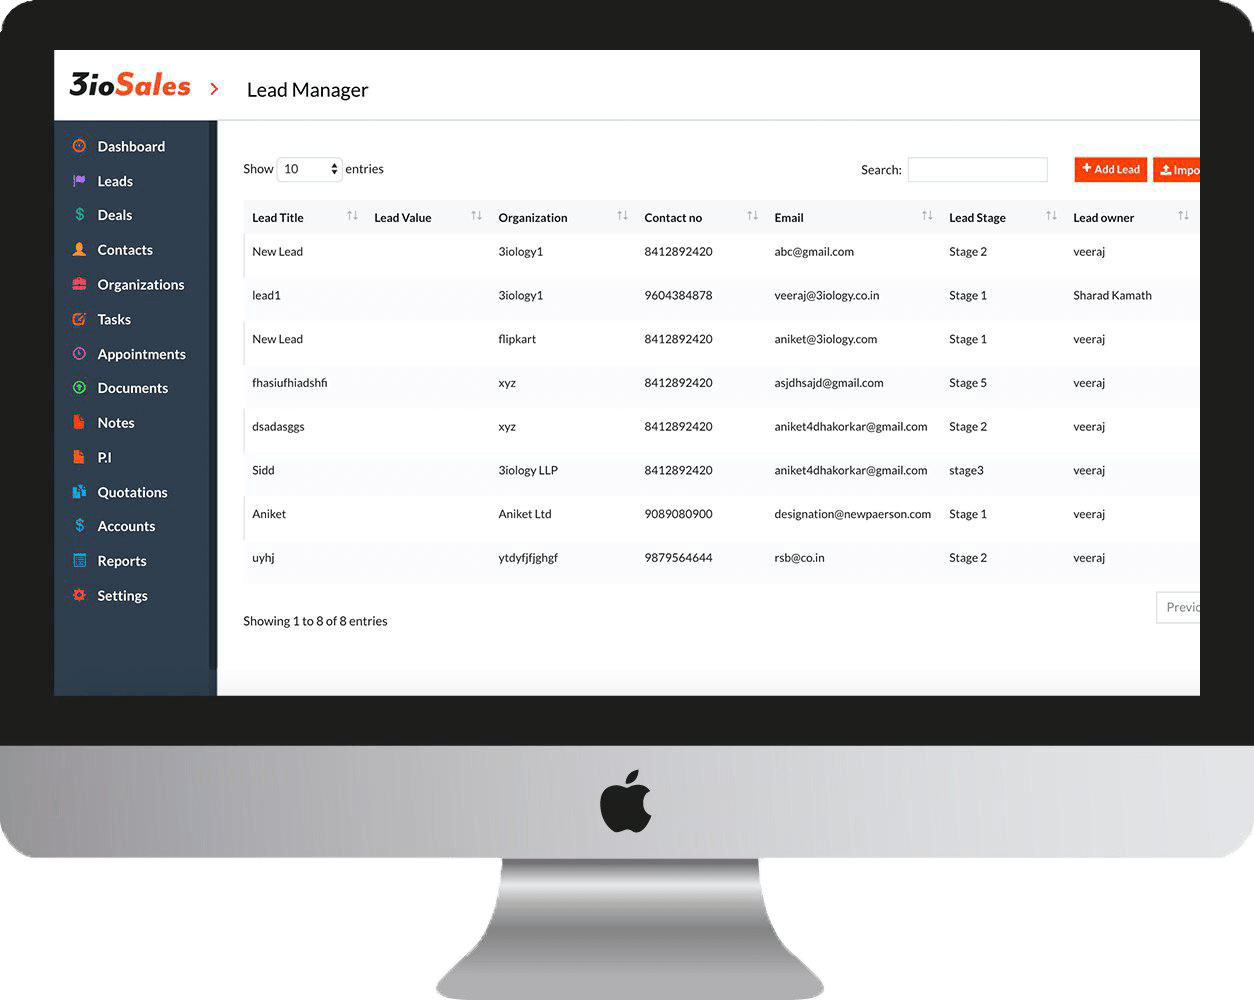 3ioSales > Lead Manager
Dashboard
Leads
Deals
Contacts
Organizations
Tasks
Appointments
Documents
Notes
P.I
Quotations
Accounts
Reports
Settings
Show 10 entries Search: + Add Lead Impo
Lead Title Lead Value Organization Contact no Email Lead Stage Lead owner
New Lead 3iology1 8412892420 abc@gmail.com Stage 2 veeraj
lead1 3iology1 9604384878 veeraj@3iology.co.in Stage 1 Sharad Kamath
New Lead flipkart 8412892420 aniket@3iology.com Stage 1 veeraj
fhasiufhiadshfi xyz 8412892420 asjdhsajd@gmail.com Stage 5 veeraj
dsadasggs xyz 8412892420 aniket4dhakorkar@gmail.com Stage 2 veeraj
Sidd 3iology LLP 8412892420 aniket4dhakorkar@gmail.com stage3 veeraj
Aniket Aniket Ltd 9089080900 designation@newpaerson.com Stage 1 veeraj
uyhj ytdyfjfjghgf 9879564644 rsb@co.in Stage 2 veeraj
Showing 1 to 8 of 8 entries Previc